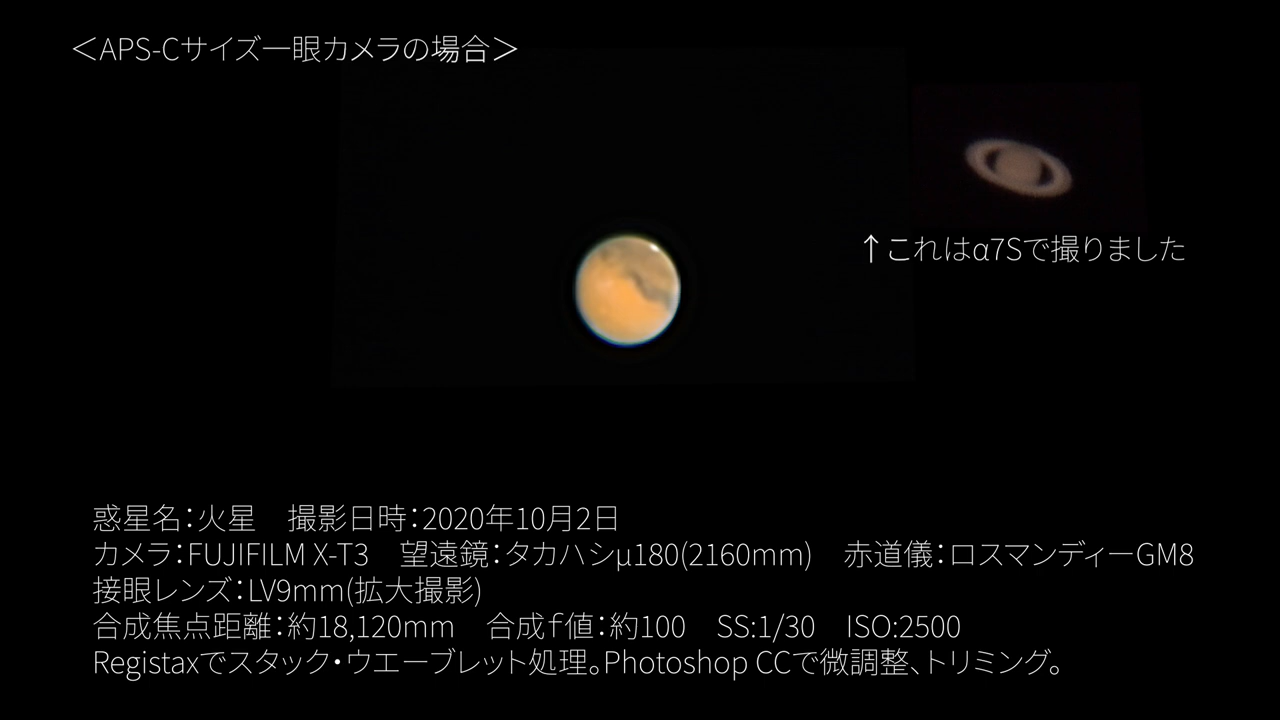 ＜APS-Cサイズ一眼カメラの場合＞
↑これはα7Sで撮りました
惑星名：火星　撮影日時：2020年10月2日
カメラ：FUJIFILM X-T3　望遠鏡：タカハシμ180(2160mm)　赤道儀：ロスマンディーGM8
接眼レンズ：LV9mm(拡大撮影)
合成焦点距離：約18,120mm　合成f値：約100　SS:1/30　ISO:2500
Registaxでスタック・ウエーブレット処理。Photoshop CCで微調整、トリミング。